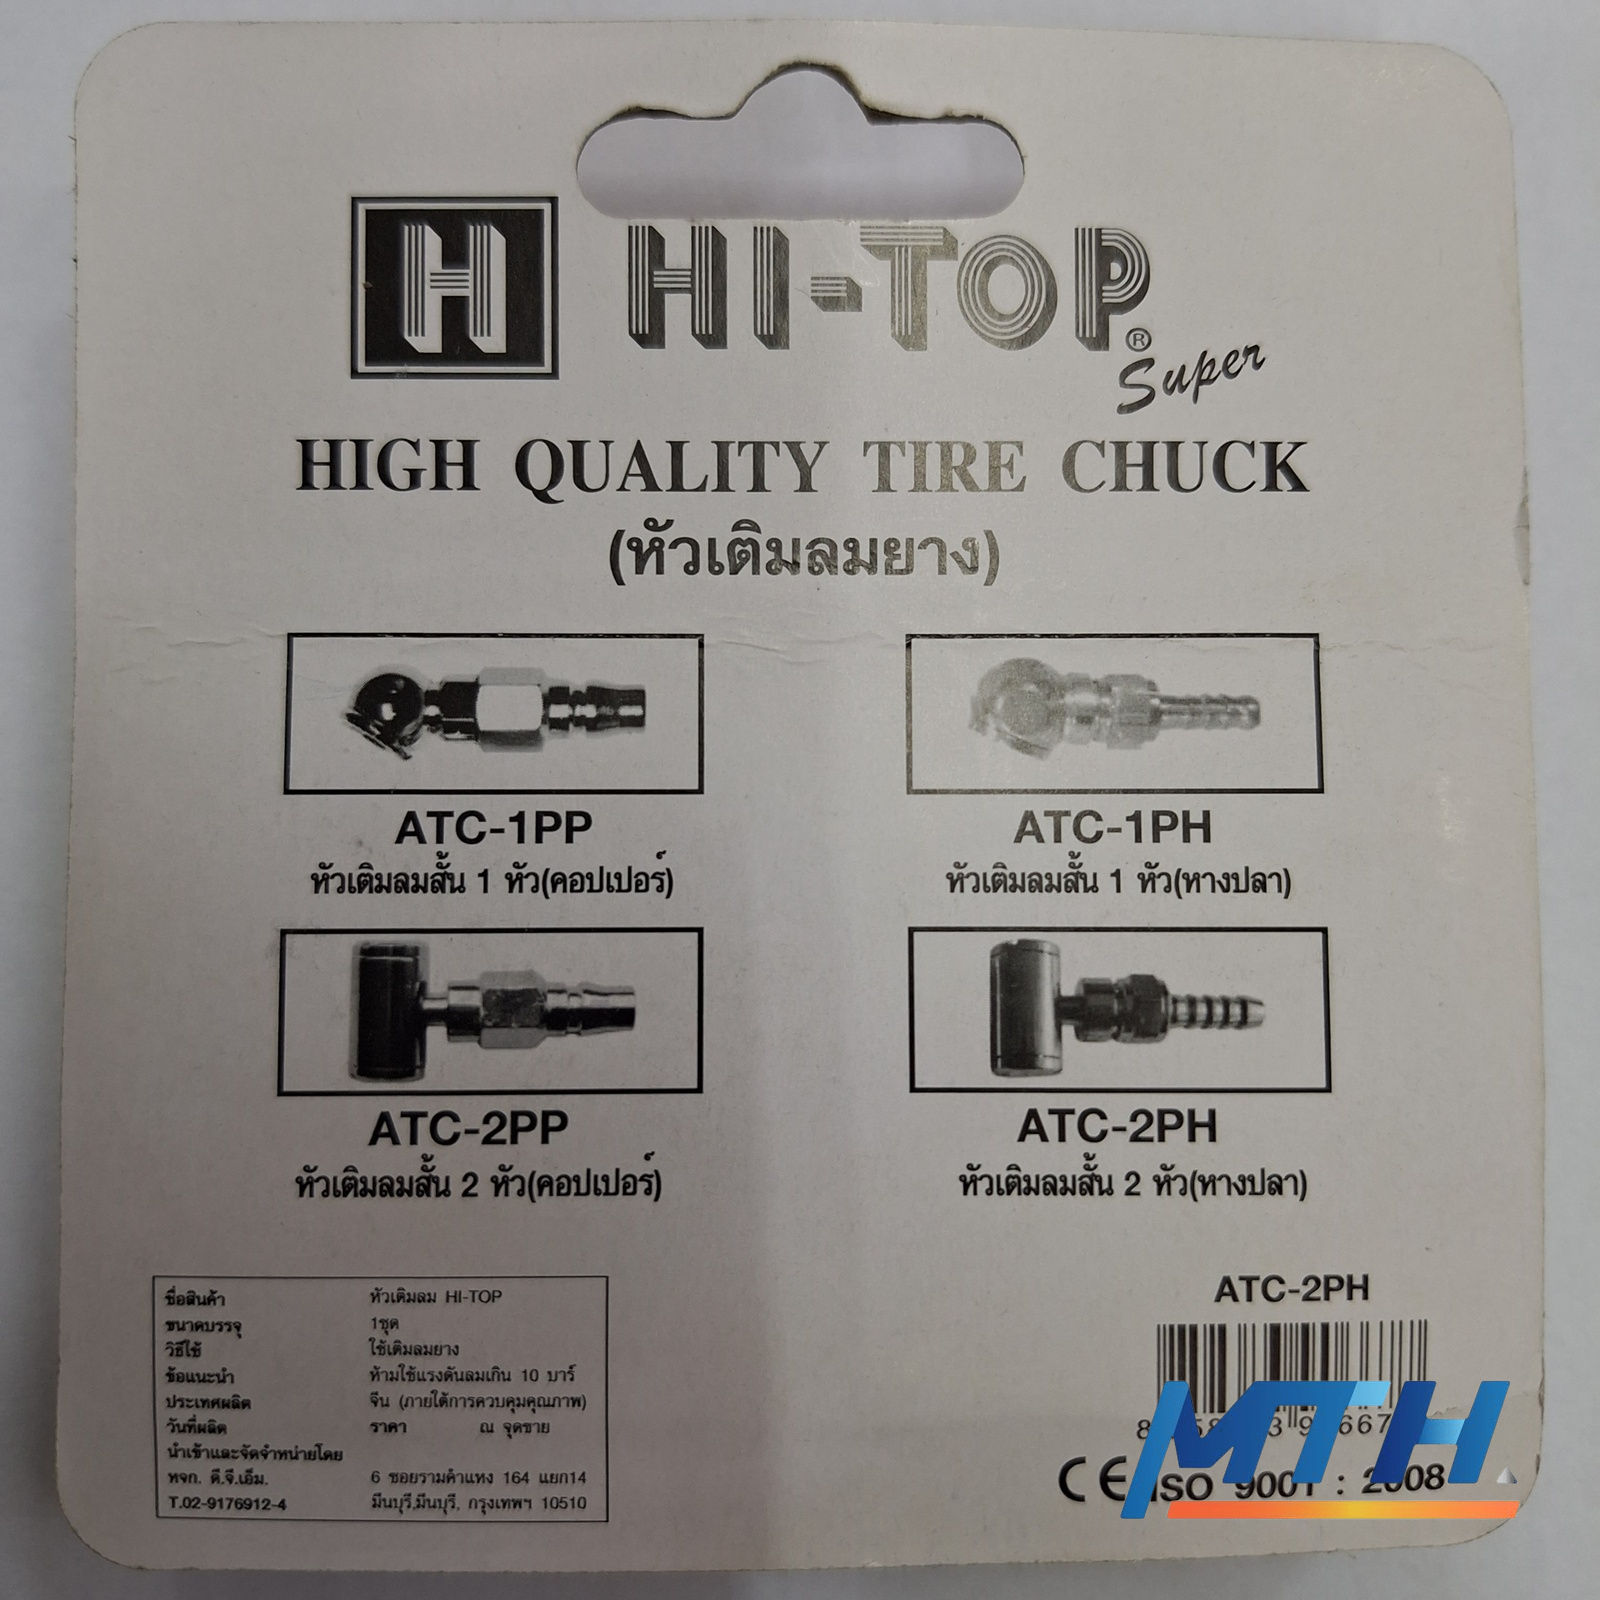 H HI-TOP®
Super
HIGH QUALITY TIRE CHUCK
(หัวเติมลมยาง)
ATC-1PP
หัวเติมลมสั้น 1 หัว(คอปเปอร์)
ATC-1PH
หัวเติมลมสั้น 1 หัว(หางปลา)
ATC-2PP
หัวเติมลมสั้น 2 หัว(คอปเปอร์)
ATC-2PH
หัวเติมลมสั้น 2 หัว(หางปลา)
ชื่อสินค้า หัวเติมลม HI-TOP
ขนาดบรรจุ 1ชุด
วิธีใช้ ใช้เติมลมยาง
ข้อแนะนำ ห้ามใช้แรงดันลมเกิน 10 บาร์
ประเทศผลิต จีน (ภายใต้การควบคุมคุณภาพ)
วันที่ผลิต ราคา ณ จุดขาย
นำเข้าและจัดจำหน่ายโดย
หจก. ดี.จี.เอ็ม. 6 ซอยรามคำแหง 164 แยก14
T.02-9176912-4 มีนบุรี,มีนบุรี, กรุงเทพฯ 10510
ATC-2PH
CE ISO 9001 : 2008
MTH